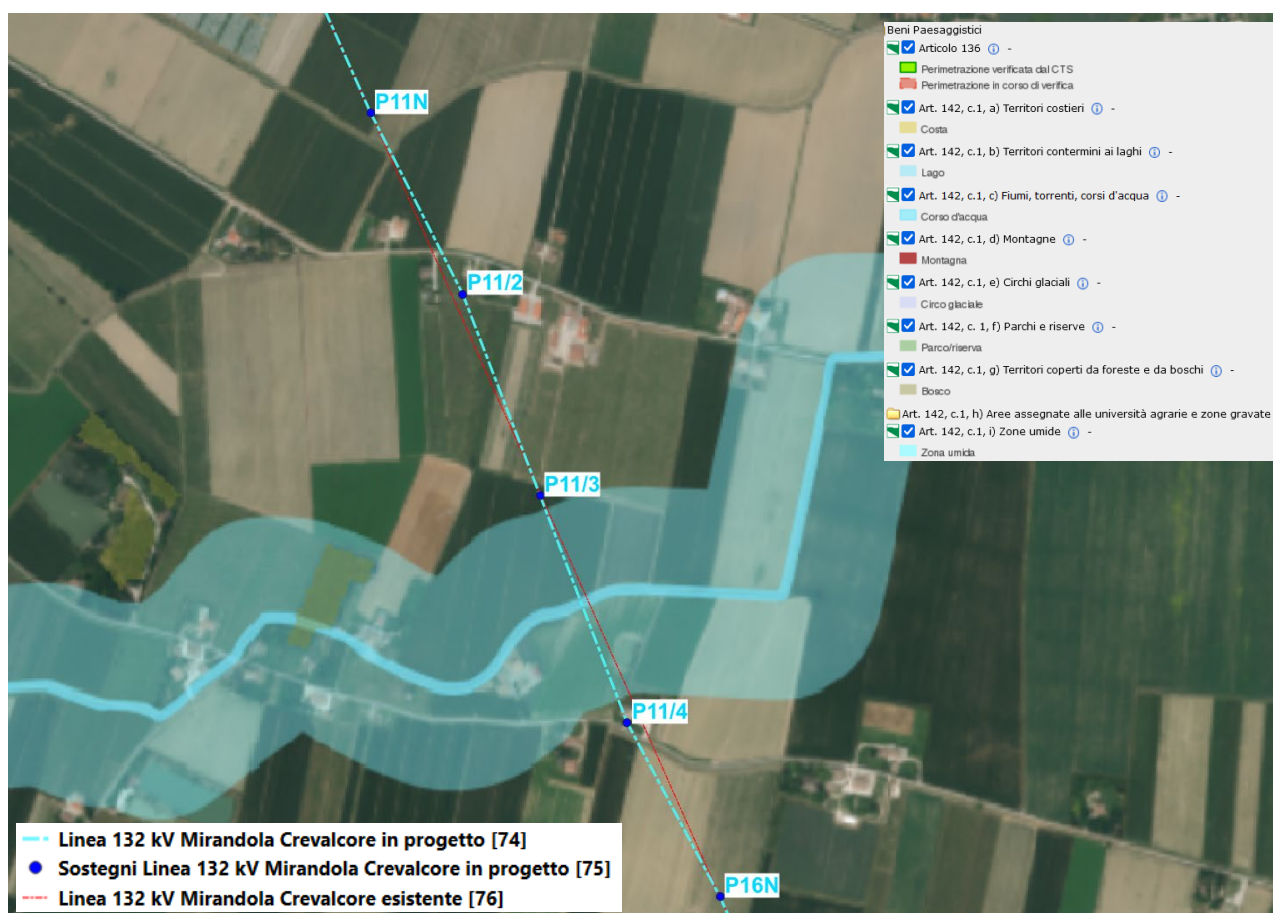 Beni Paesaggistici
Articolo 136 ⓘ -
Perimetrazione verificata dal CTS
Perimetrazione in corso di verifica
Art. 142, c.1, a) Territori costieri ⓘ -
Costa
Art. 142, c.1, b) Territori contermini ai laghi ⓘ -
Lago
Art. 142, c.1, c) Fiumi, torrenti, corsi d'acqua ⓘ -
Corso d'acqua
Art. 142, c.1, d) Montagne ⓘ -
Montagna
Art. 142, c.1, e) Circhi glaciali ⓘ -
Circo glaciale
Art. 142, c. 1, f) Parchi e riserve ⓘ -
Parco/riserva
Art. 142, c.1, g) Territori coperti da foreste e da boschi ⓘ -
Bosco
Art. 142, c.1, h) Aree assegnate alle università agrarie e zone gravate
Art. 142, c.1, i) Zone umide ⓘ -
Zona umida
P11N
P11/2
P11/3
P11/4
P16N
Linea 132 kV Mirandola Crevalcore in progetto [74]
Sostegni Linea 132 kV Mirandola Crevalcore in progetto [75]
Linea 132 kV Mirandola Crevalcore esistente [76]